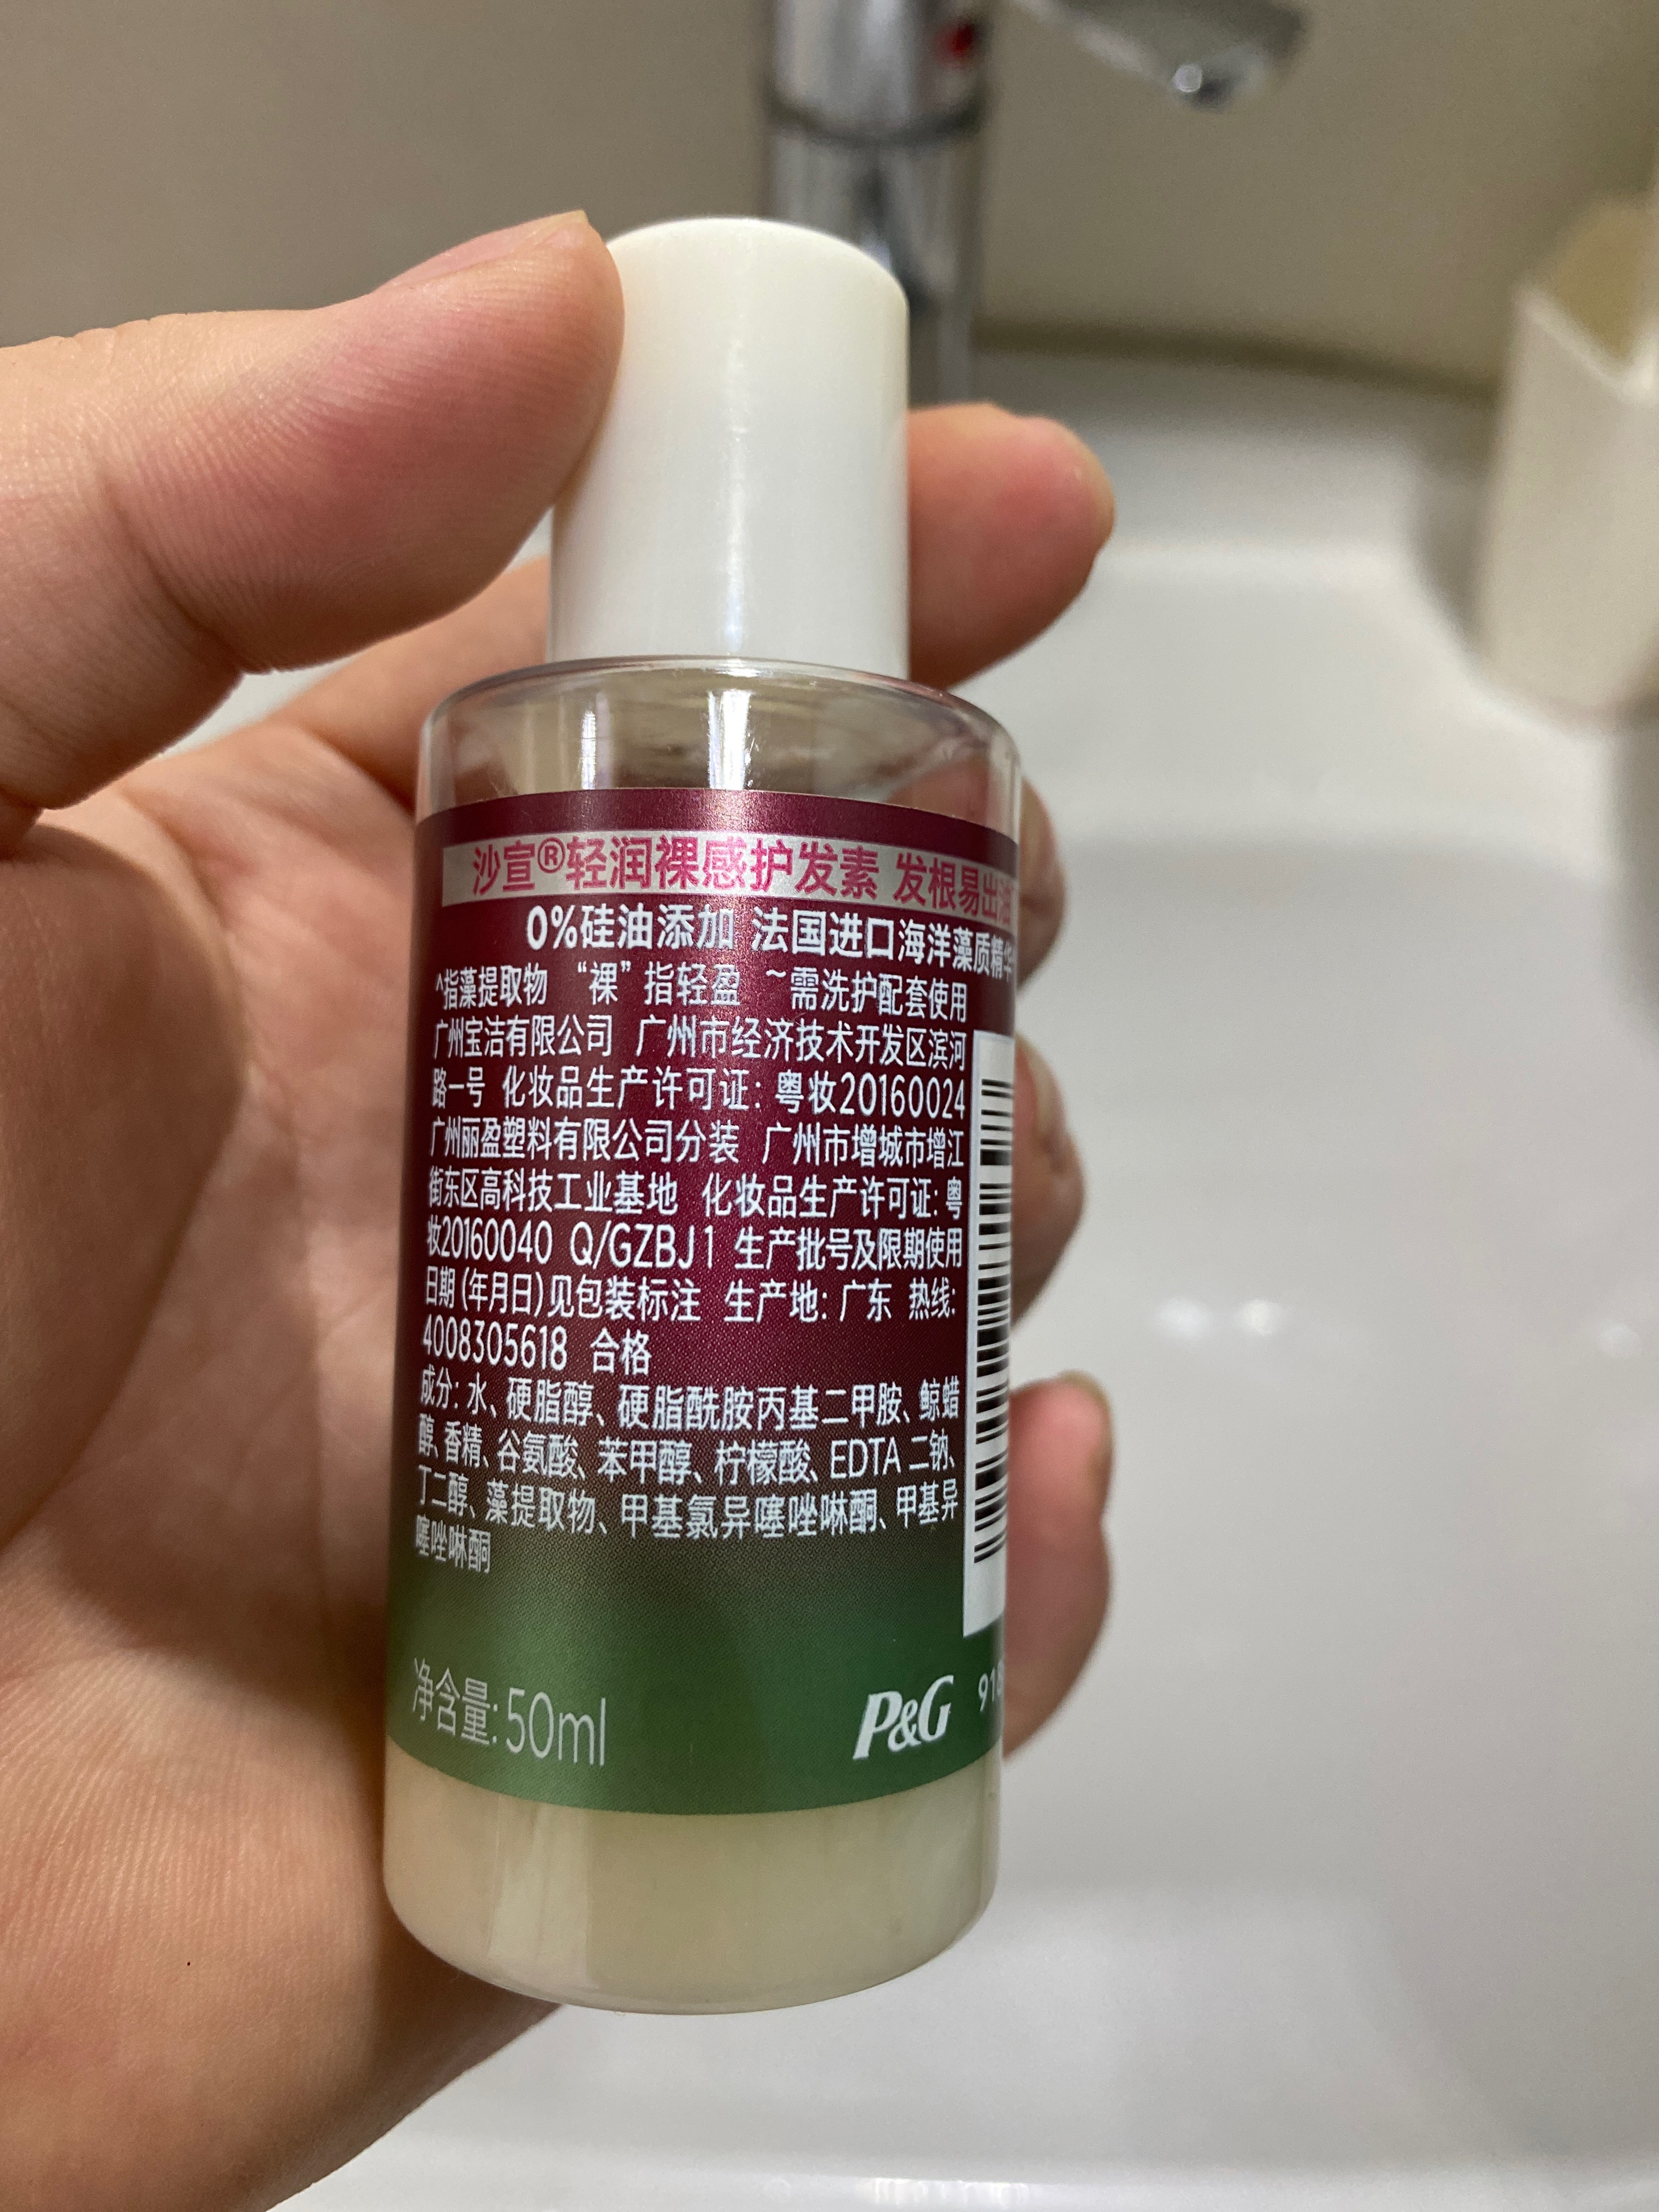 沙宣®轻润裸感护发素 发根易出油
0%硅油添加 法国进口海洋藻质精华
^指藻提取物 “裸”指轻盈 ~需洗护配套使用
广州宝洁有限公司 广州市经济技术开发区滨河
路一号 化妆品生产许可证: 粤妆20160024
广州丽盈塑料有限公司分装 广州市增城市增江
街东区高科技工业基地 化妆品生产许可证: 粤
妆20160040 Q/GZBJ1 生产批号及限期使用
日期(年月日)见包装标注 生产地: 广东 热线:
4008305618 合格
成分: 水、硬脂醇、硬脂酰胺丙基二甲胺、鲸蜡
醇、香精、谷氨酸、苯甲醇、柠檬酸、EDTA 二钠、
丁二醇、藻提取物、甲基氯异噻唑啉酮、甲基异
噻唑啉酮
净含量: 50ml
P&G